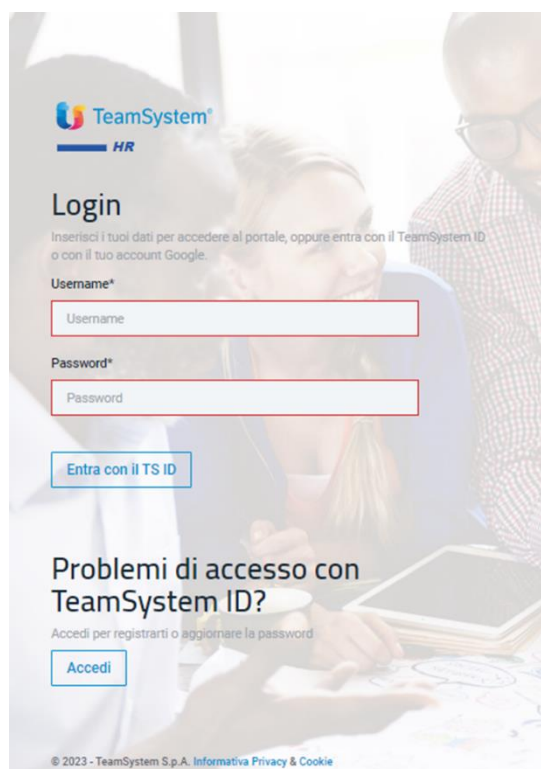 TeamSystem®
HR
Login
Inserisci i tuoi dati per accedere al portale, oppure entra con il TeamSystem ID
o con il tuo account Google.
Username*
Username
Password*
Password
Entra con il TS ID
Problemi di accesso con
TeamSystem ID?
Accedi per registrarti o aggiornare la password
Accedi
© 2023 - TeamSystem S.p.A. Informativa Privacy & Cookie